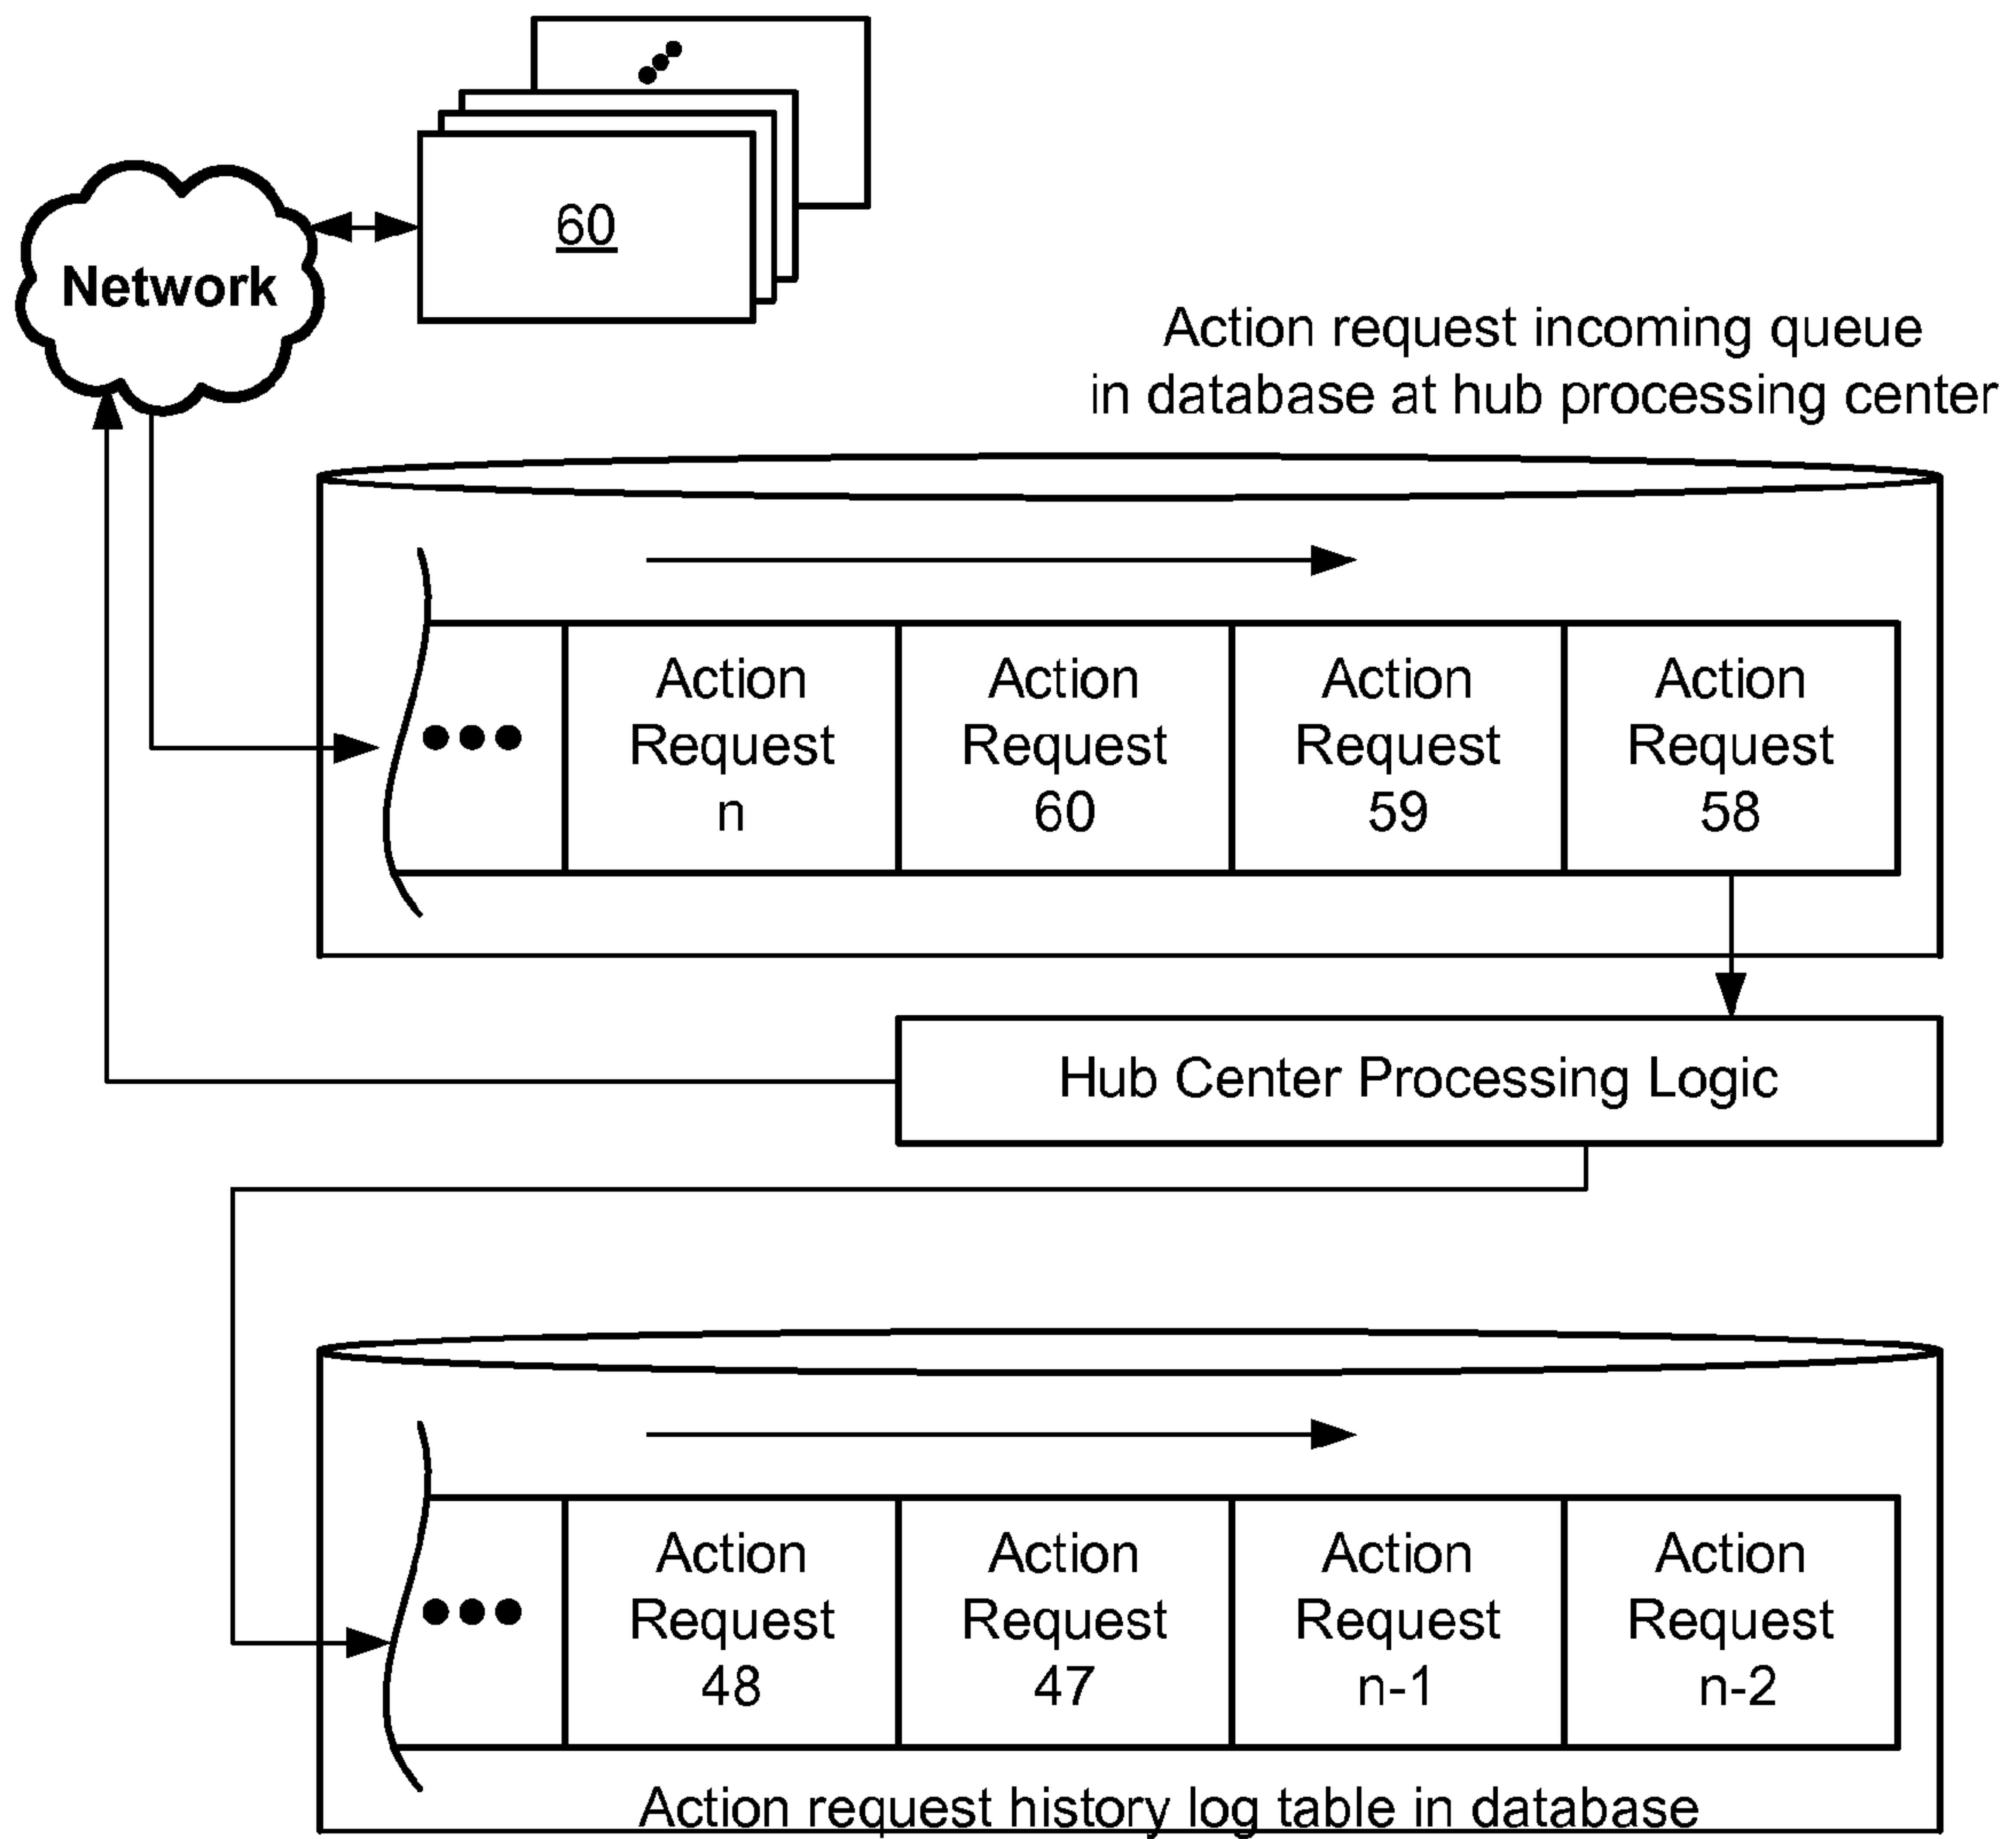 60
Network
Action request incoming queue
in database at hub processing center
Action
Request
n
Action
Request
60
Action
Request
59
Action
Request
58
Hub Center Processing Logic
Action
Request
48
Action
Request
47
Action
Request
n-1
Action
Request
n-2
Action request history log table in database